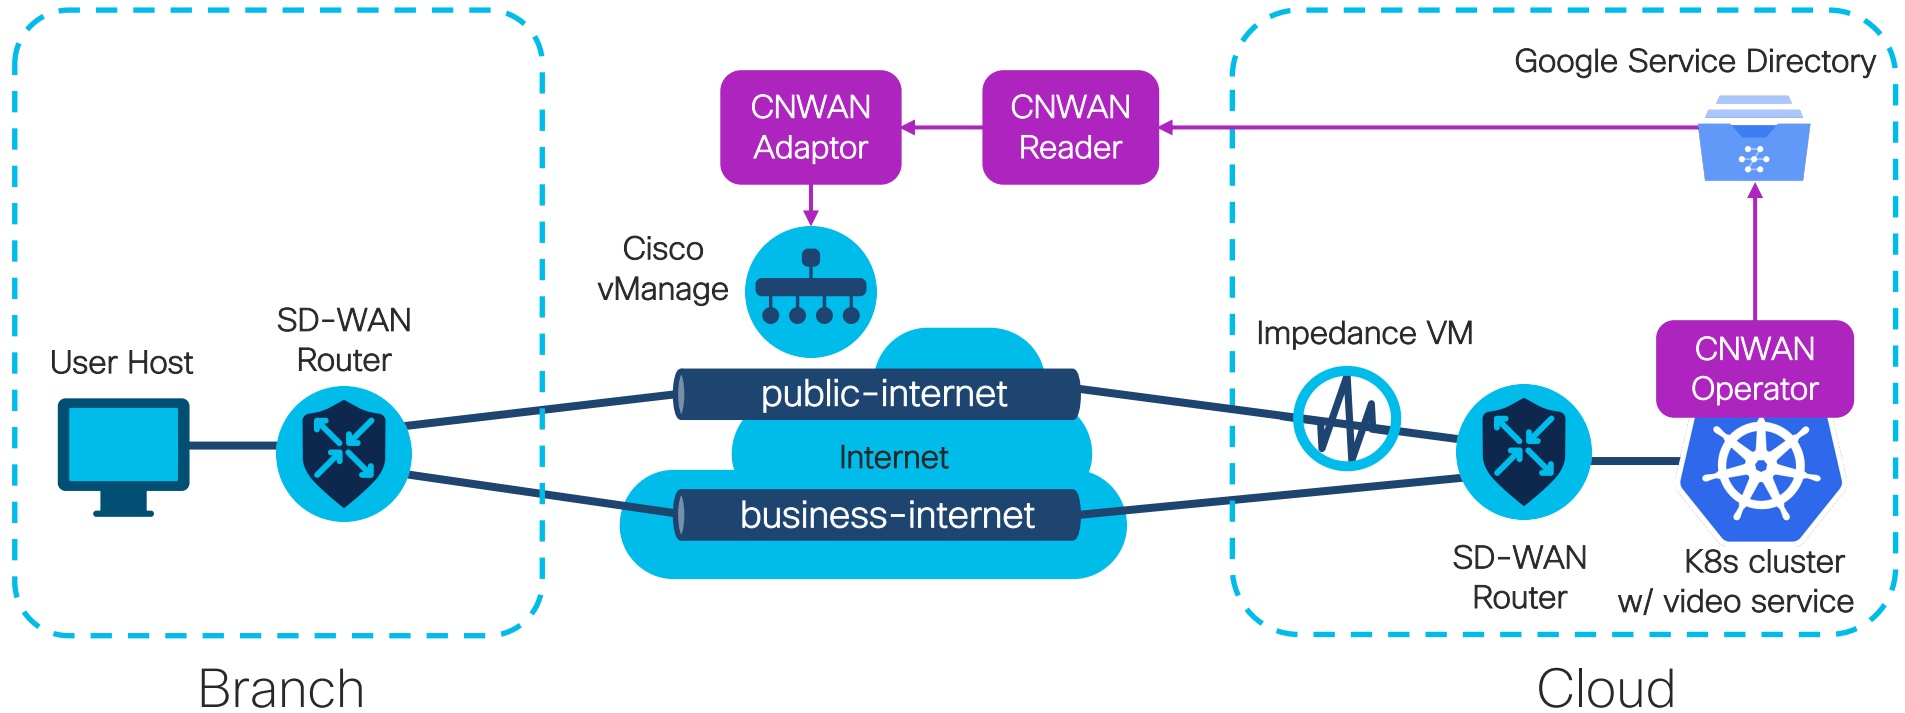 Google Service Directory
CNWAN
Adaptor
CNWAN
Reader
Cisco
vManage
SD-WAN
Router
User Host
Impedance VM
CNWAN
Operator
public-internet
Internet
business-internet
SD-WAN
Router
K8s cluster
w/ video service
Branch
Cloud